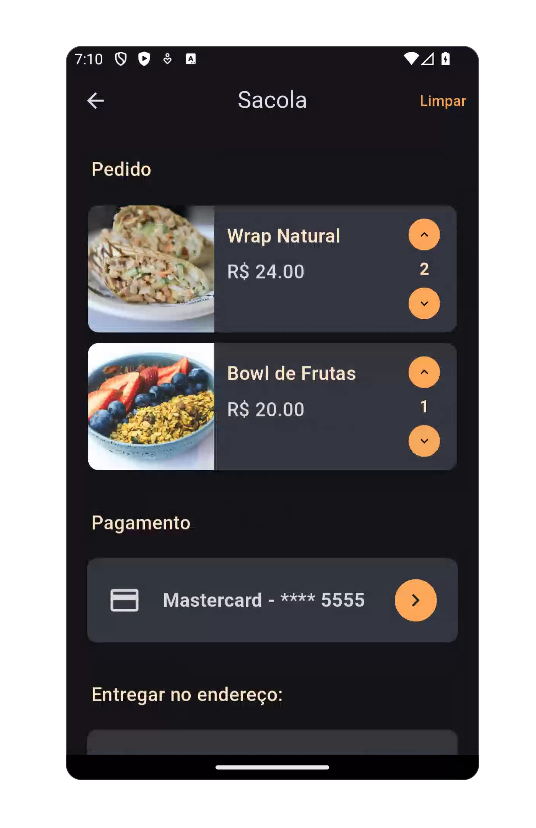 7:10
Sacola
Limpar
Pedido
Wrap Natural
R$ 24.00
2
Bowl de Frutas
R$ 20.00
1
Pagamento
Mastercard - **** 5555
Entregar no endereço: